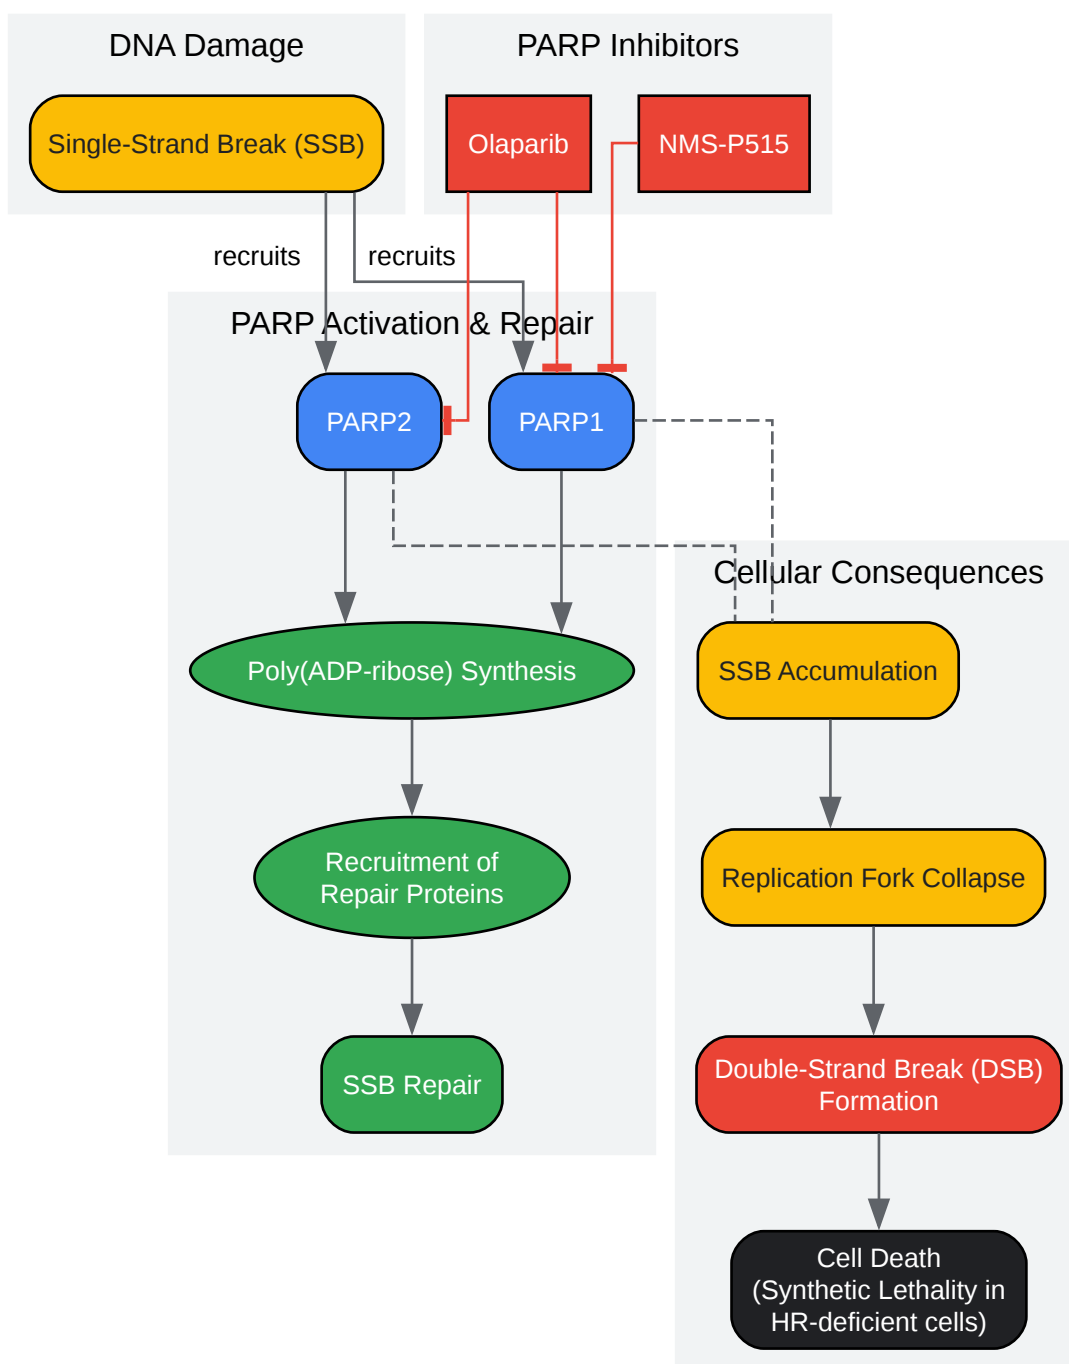 DNA Damage
PARP Inhibitors
Single-Strand Break (SSB)
Olaparib
NMS-P515
recruits
recruits
PARP Activation & Repair
PARP2
PARP1
Cellular Consequences
Poly(ADP-ribose) Synthesis
SSB Accumulation
Recruitment of
Repair Proteins
Replication Fork Collapse
SSB Repair
Double-Strand Break (DSB)
Formation
Cell Death
(Synthetic Lethality in
HR-deficient cells)